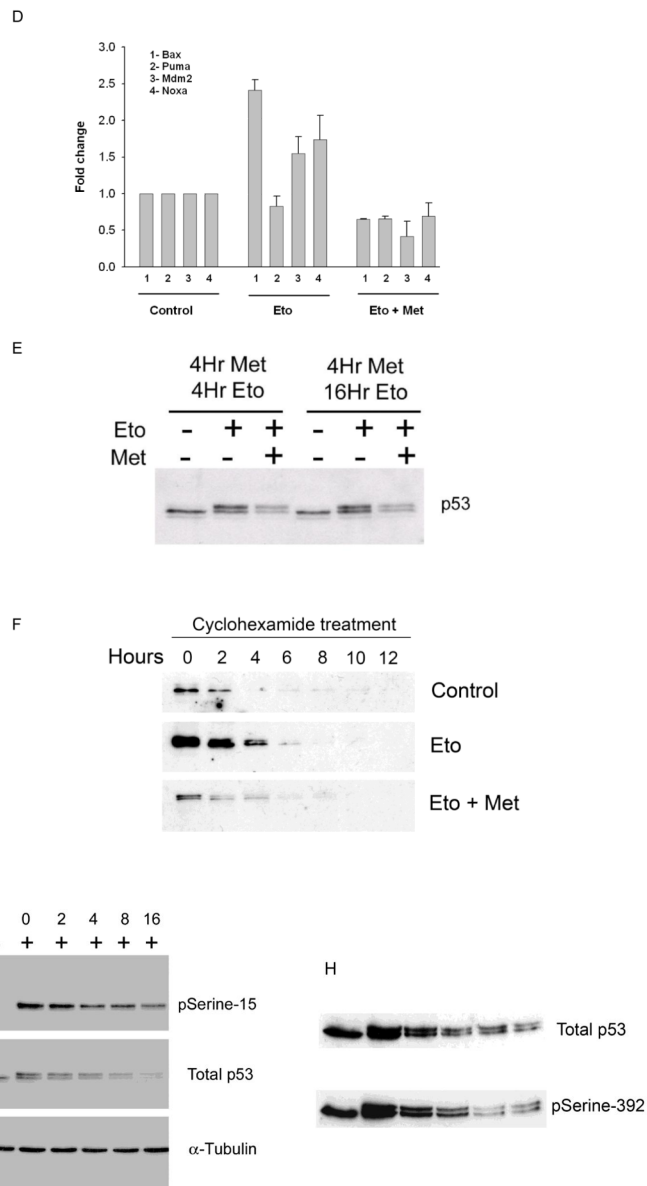 D
3.0
2.5
2.0
1.5
1.0
0.5
0.0
Fold change
1- Bax
2- Puma
3- Mdm2
4- Noxa
1 2 3 4 1 2 3 4 1 2 3 4
Control Eto Eto + Met
E
4Hr Met 4Hr Met
4Hr Eto 16Hr Eto
Eto - + + - + +
Met - - + - - +
p53
F
Cyclohexamide treatment
Hours 0 2 4 6 8 10 12
Control
Eto
Eto + Met
0 2 4 8 16
+ + + + +
pSerine-15
Total p53
α-Tubulin
H
Total p53
pSerine-392